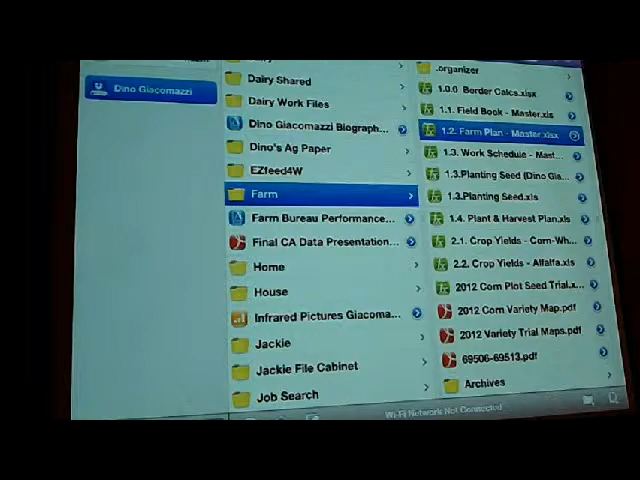 Dino Giacomazzi
Dairy Shared
Dairy Work Files
Dino Giacomazzi Biograph...
Dino's Ag Paper
EZfeed4W
Farm
Farm Bureau Performance...
Final CA Data Presentation...
Home
House
Infrared Pictures Giacoma...
Jackie
Jackie File Cabinet
Job Search
.organizer
1.0.0 Border Calcs.xlsx
1.1. Field Book - Master.xls
1.2. Farm Plan - Master.xlsx
1.3. Work Schedule - Mast...
1.3.Planting Seed (Dino Gia...
1.3.Planting Seed.xls
1.4. Plant & Harvest Plan.xls
2.1. Crop Yields - Corn-Wh...
2.2. Crop Yields - Alfalfa.xls
2012 Corn Plot Seed Trial.x...
2012 Corn Variety Map.pdf
2012 Variety Trial Maps.pdf
69506-69513.pdf
Archives
Wi-Fi Network Not Connected